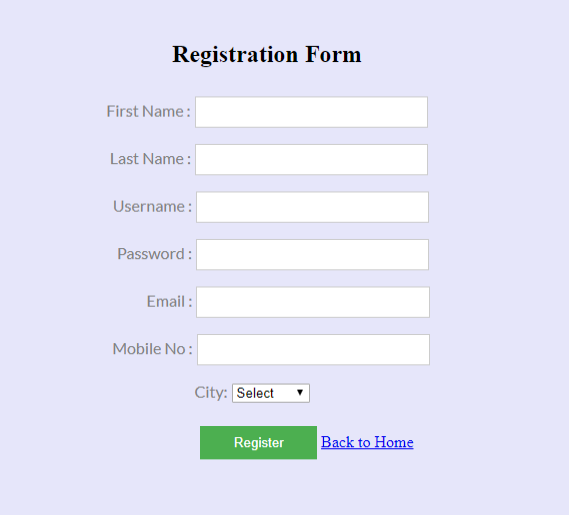 Registration Form
First Name :
Last Name :
Username :
Password :
Email :
Mobile No :
City: Select
Register Back to Home